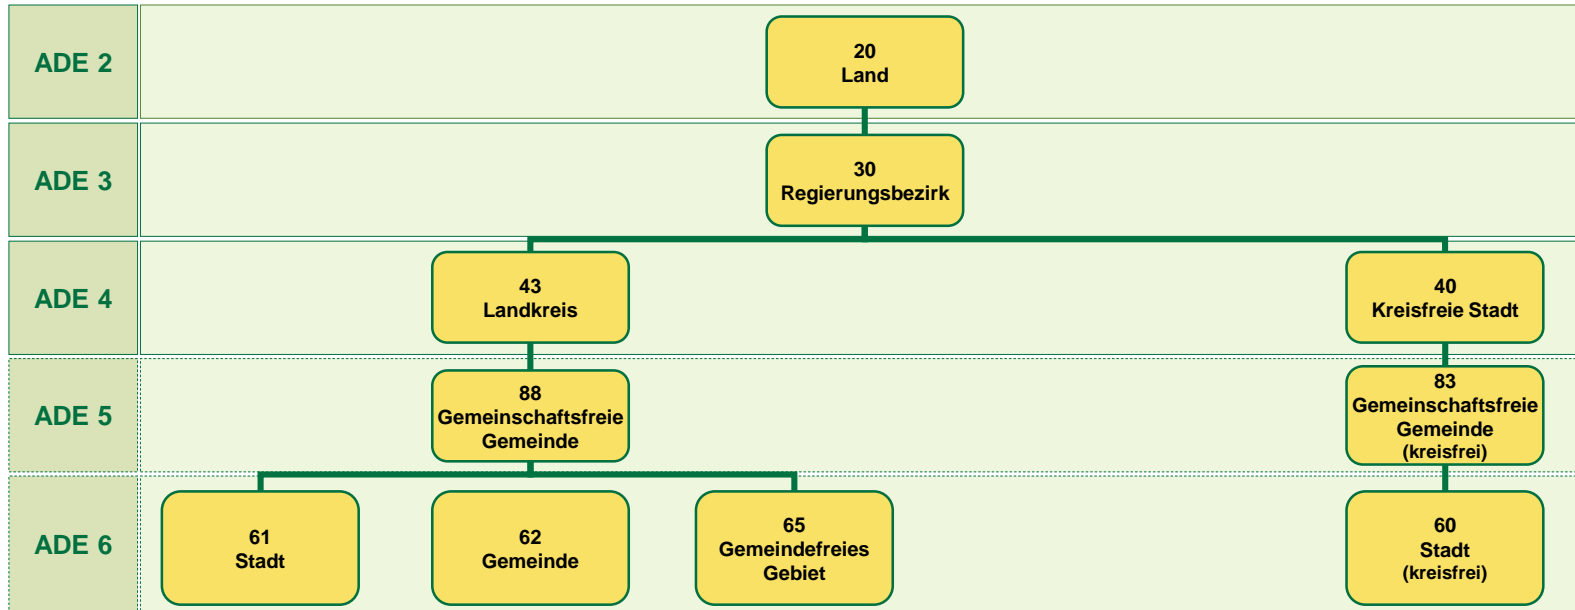 ADE 2
20
Land
ADE 3
30
Regierungsbezirk
ADE 4
43
Landkreis
40
Kreisfreie Stadt
ADE 5
88
Gemeinschaftsfreie
Gemeinde
83
Gemeinschaftsfreie
Gemeinde
(kreisfrei)
ADE 6
61
Stadt
62
Gemeinde
65
Gemeindefreies
Gebiet
60
Stadt
(kreisfrei)